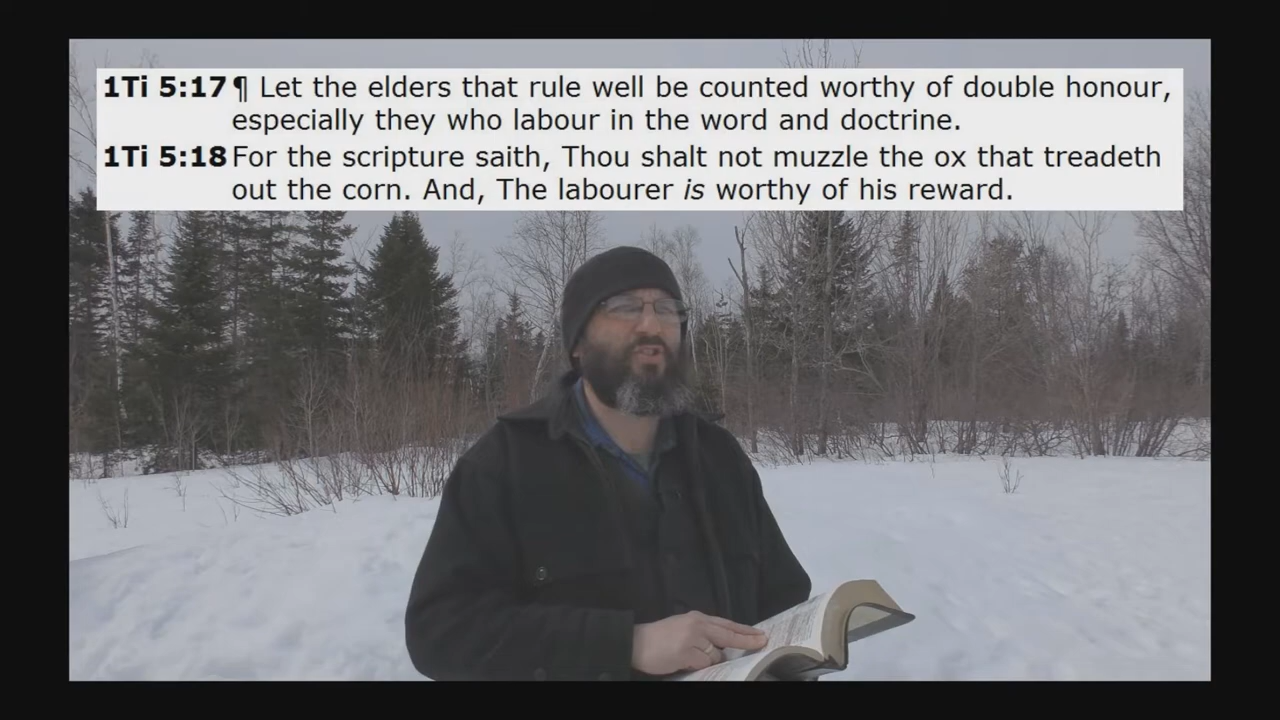 1Ti 5:17 ¶ Let the elders that rule well be counted worthy of double honour,
especially they who labour in the word and doctrine.
1Ti 5:18 For the scripture saith, Thou shalt not muzzle the ox that treadeth
out the corn. And, The labourer is worthy of his reward.